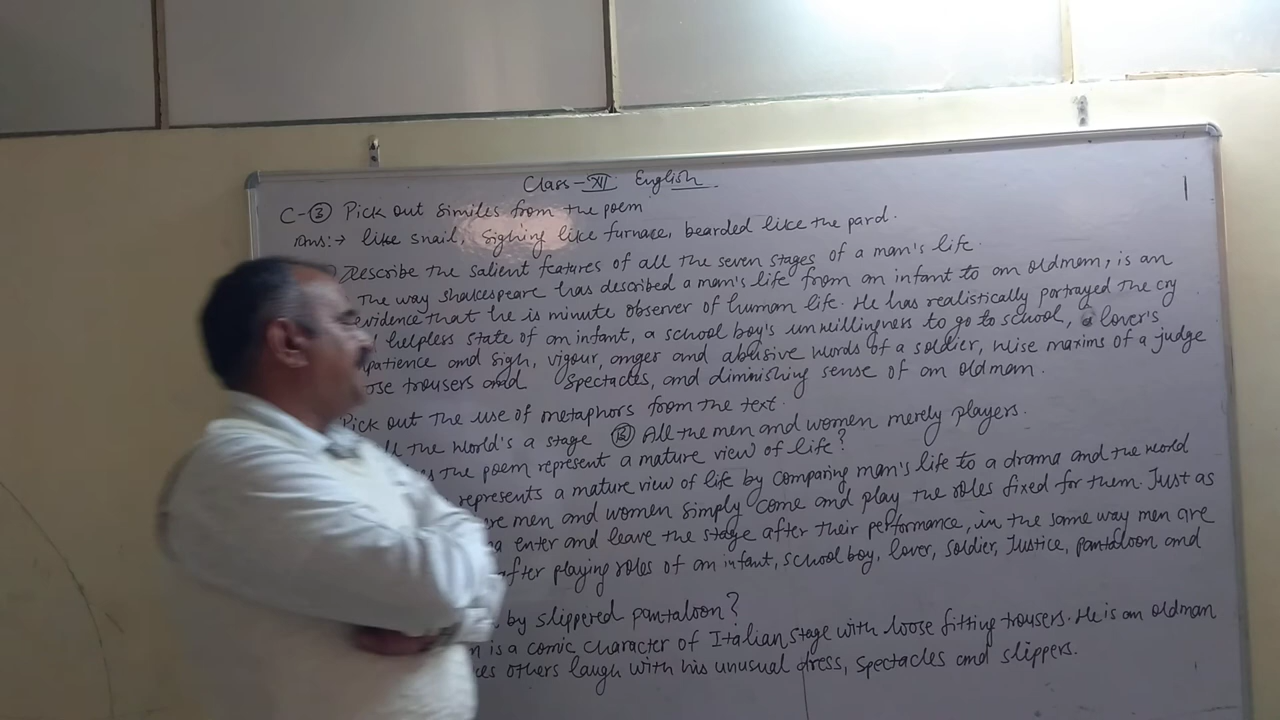 Class-XII English
C-③ Pick out similes from the poem
Ans:→ like snail, Sighing like furnace, bearded like the pard.
Describe the salient features of all the seven stages of a man's life.
The way shakespeare has described a man's life from an infant to an oldman, is an
evidence that he is minute observer of human life. He has realistically portrayed the cry
helpless state of an infant, a school boy's unwillingness to go to school, a lover's
patience and sigh, vigour, anger and abusive words of a soldier, wise maxims of a judge
ose trousers and Spectacles, and diminishing sense of an oldman.
Pick out the use of metaphors from the text.
ll the world's a stage All the men and women merely players.
the poem represent a mature view of life?
represents a mature view of life by comparing man's life to a drama and the world
re men and women simply come and play the roles fixed for them. Just as
enter and leave the stage after their performance, in the same way men are
after playing roles of an infant, school boy, lover, soldier, Justice, pantaloon and
by slippered pantaloon?
n is a comic character of Italian stage with loose fitting trousers. He is an oldman
es others laugh with his unusual dress, Spectacles and slippers.